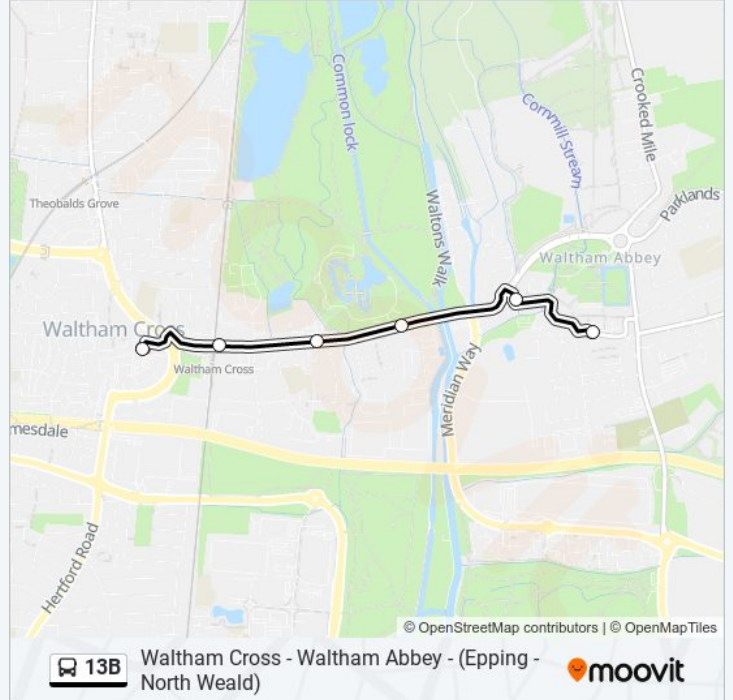 Common lock
Crooked Mile
Cornmill-Stream
Theobalds Grove
Waltons Walk
Parklands
Waltham Abbey
Waltham Cross
Waltham Cross
Meridian Way
mesdale
Hertford Road
© OpenStreetMap contributors | © OpenMapTiles
13B
Waltham Cross - Waltham Abbey - (Epping -
North Weald)
moovit